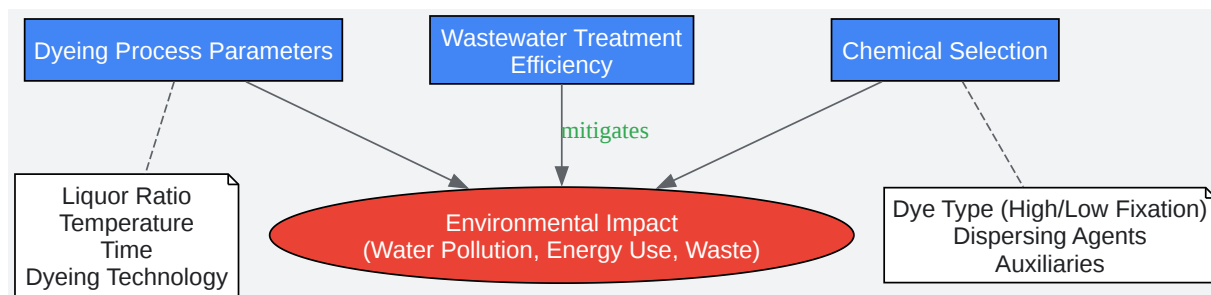 Dyeing Process Parameters
Wastewater Treatment
Efficiency
Chemical Selection
mitigates
Liquor Ratio
Temperature
Time
Dyeing Technology
Environmental Impact
(Water Pollution, Energy Use, Waste)
Dye Type (High/Low Fixation)
Dispersing Agents
Auxiliaries